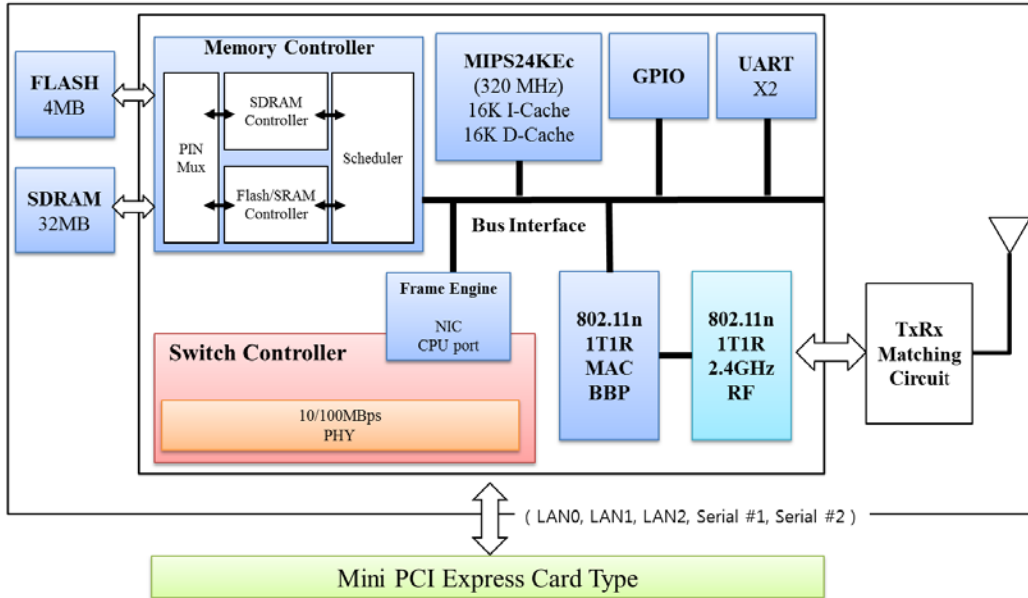 Memory Controller
FLASH
4MB
SDRAM
32MB
PIN
Mux
SDRAM
Controller
Flash/SRAM
Controller
Scheduler
MIPS24KEc
(320 MHz)
16K I-Cache
16K D-Cache
GPIO
UART
X2
Bus Interface
Frame Engine
NIC
CPU port
Switch Controller
10/100MBps
PHY
802.11n
1T1R
MAC
BBP
802.11n
1T1R
2.4GHz
RF
TxRx
Matching
Circuit
( LAN0, LAN1, LAN2, Serial #1, Serial #2 )
Mini PCI Express Card Type